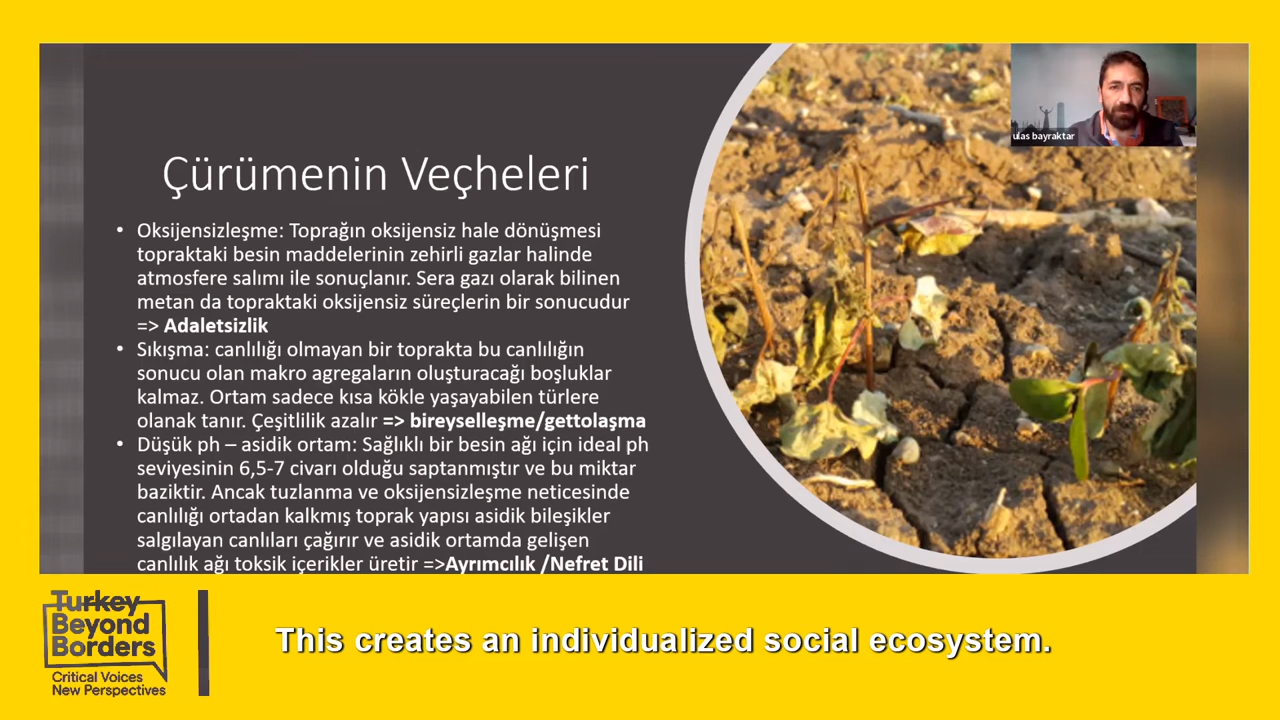 ulas bayraktar
Çürümenin Veçheleri
• Oksijensizleşme: Toprağın oksijensiz hale dönüşmesi
topraktaki besin maddelerinin zehirli gazlar halinde
atmosfere salımı ile sonuçlanır. Sera gazı olarak bilinen
metan da topraktaki oksijensiz süreçlerin bir sonucudur
=> Adaletsizlik
• Sıkışma: canlılığı olmayan bir toprakta bu canlılığın
sonucu olan makro agregaların oluşturacağı boşluklar
kalmaz. Ortam sadece kısa kökle yaşayabilen türlere
olanak tanır. Çeşitlilik azalır => bireyselleşme/gettolaşma
• Düşük ph – asidik ortam: Sağlıklı bir besin ağı için ideal ph
seviyesinin 6,5-7 civarı olduğu saptanmıştır ve bu miktar
baziktir. Ancak tuzlanma ve oksijensizleşme neticesinde
canlılığı ortadan kalkmış toprak yapısı asidik bileşikler
salgılayan canlıları çağırır ve asidik ortamda gelişen
canlılık ağı toksik içerikler üretir =>Ayrımcılık /Nefret Dili
Turkey
Beyond
Borders
Critical Voices
New Perspectives
This creates an individualized social ecosystem.